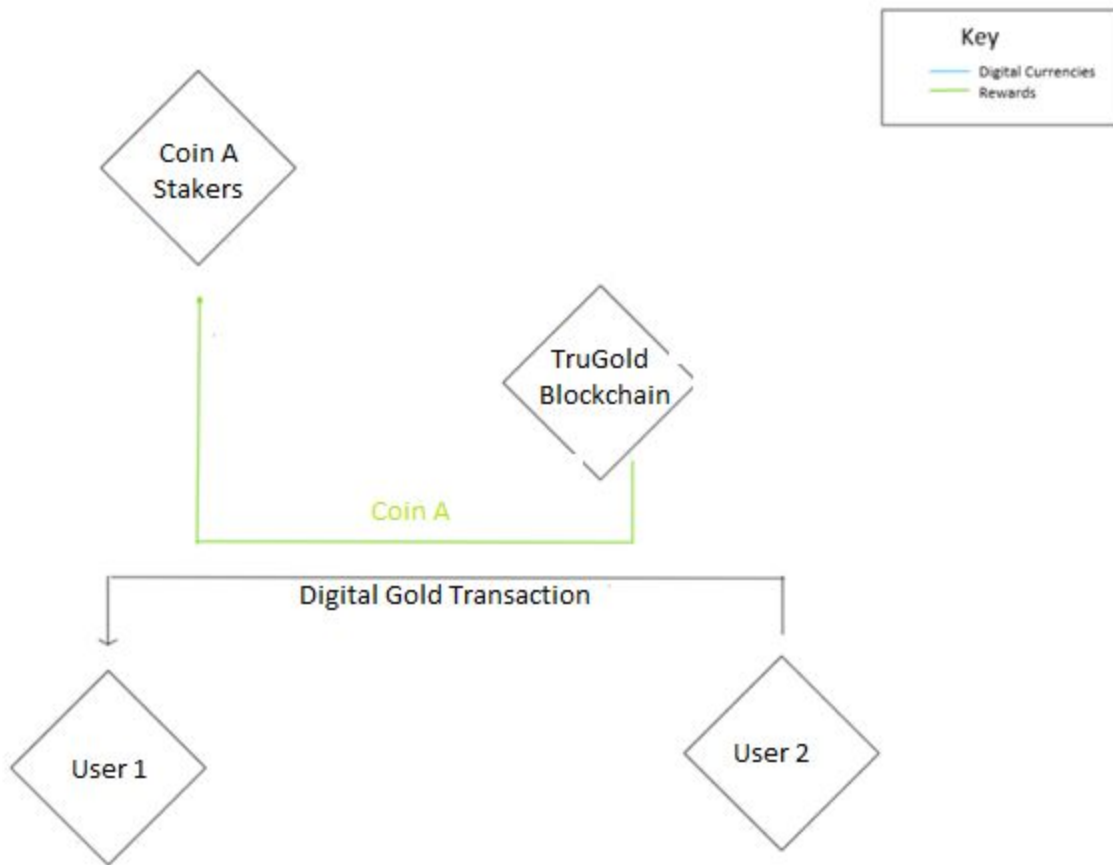 Key
Digital Currencies
Rewards
Coin A
Stakers
TruGold
Blockchain
Coin A
Digital Gold Transaction
User 1
User 2